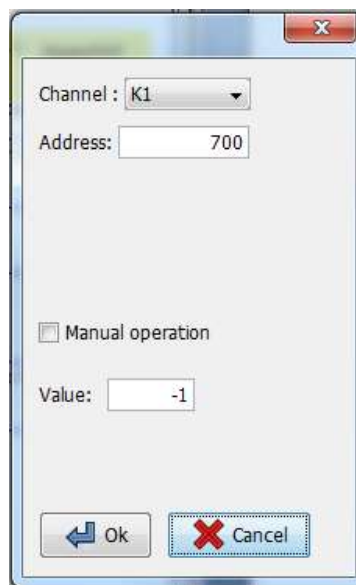 Channel : K1
Address: 700
Manual operation
Value: -1
Ok Cancel